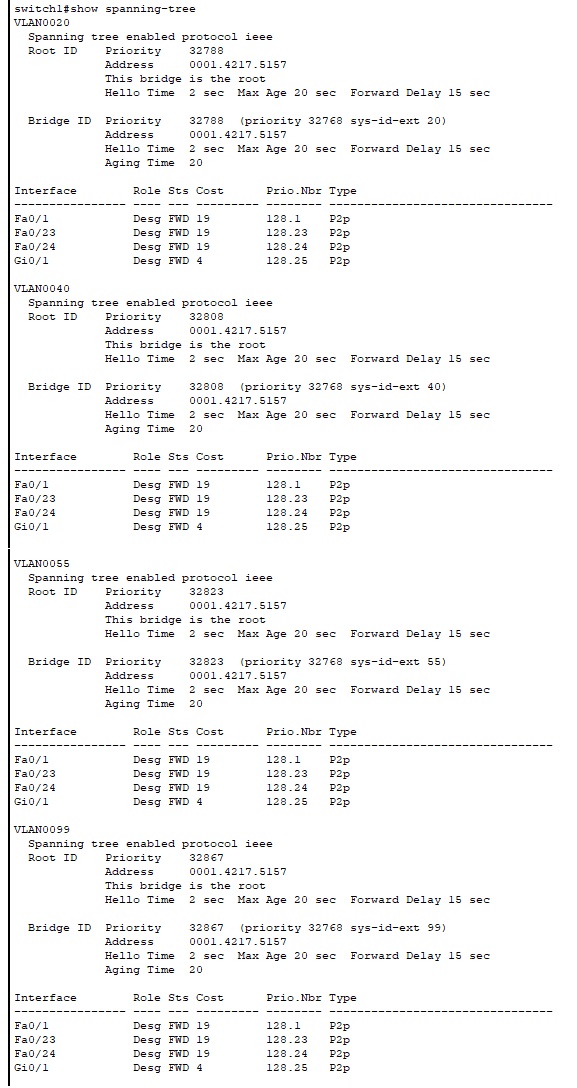 switch1#show spanning-tree
VLAN0020
  Spanning tree enabled protocol ieee
  Root ID    Priority    32788
             Address     0001.4217.5157
             This bridge is the root
             Hello Time  2 sec  Max Age 20 sec  Forward Delay 15 sec

  Bridge ID  Priority    32788  (priority 32768 sys-id-ext 20)
             Address     0001.4217.5157
             Hello Time  2 sec  Max Age 20 sec  Forward Delay 15 sec
             Aging Time  20

Interface        Role Sts Cost      Prio.Nbr Type
---------------- ---- --- --------- -------- --------------------------------
Fa0/1            Desg FWD 19        128.1    P2p
Fa0/23           Desg FWD 19        128.23   P2p
Fa0/24           Desg FWD 19        128.24   P2p
Gi0/1            Desg FWD 4         128.25   P2p

VLAN0040
  Spanning tree enabled protocol ieee
  Root ID    Priority    32808
             Address     0001.4217.5157
             This bridge is the root
             Hello Time  2 sec  Max Age 20 sec  Forward Delay 15 sec

  Bridge ID  Priority    32808  (priority 32768 sys-id-ext 40)
             Address     0001.4217.5157
             Hello Time  2 sec  Max Age 20 sec  Forward Delay 15 sec
             Aging Time  20

Interface        Role Sts Cost      Prio.Nbr Type
---------------- ---- --- --------- -------- --------------------------------
Fa0/1            Desg FWD 19        128.1    P2p
Fa0/23           Desg FWD 19        128.23   P2p
Fa0/24           Desg FWD 19        128.24   P2p
Gi0/1            Desg FWD 4         128.25   P2p

VLAN0055
  Spanning tree enabled protocol ieee
  Root ID    Priority    32823
             Address     0001.4217.5157
             This bridge is the root
             Hello Time  2 sec  Max Age 20 sec  Forward Delay 15 sec

  Bridge ID  Priority    32823  (priority 32768 sys-id-ext 55)
             Address     0001.4217.5157
             Hello Time  2 sec  Max Age 20 sec  Forward Delay 15 sec
             Aging Time  20

Interface        Role Sts Cost      Prio.Nbr Type
---------------- ---- --- --------- -------- --------------------------------
Fa0/1            Desg FWD 19        128.1    P2p
Fa0/23           Desg FWD 19        128.23   P2p
Fa0/24           Desg FWD 19        128.24   P2p
Gi0/1            Desg FWD 4         128.25   P2p

VLAN0099
  Spanning tree enabled protocol ieee
  Root ID    Priority    32867
             Address     0001.4217.5157
             This bridge is the root
             Hello Time  2 sec  Max Age 20 sec  Forward Delay 15 sec

  Bridge ID  Priority    32867  (priority 32768 sys-id-ext 99)
             Address     0001.4217.5157
             Hello Time  2 sec  Max Age 20 sec  Forward Delay 15 sec
             Aging Time  20

Interface        Role Sts Cost      Prio.Nbr Type
---------------- ---- --- --------- -------- --------------------------------
Fa0/1            Desg FWD 19        128.1    P2p
Fa0/23           Desg FWD 19        128.23   P2p
Fa0/24           Desg FWD 19        128.24   P2p
Gi0/1            Desg FWD 4         128.25   P2p